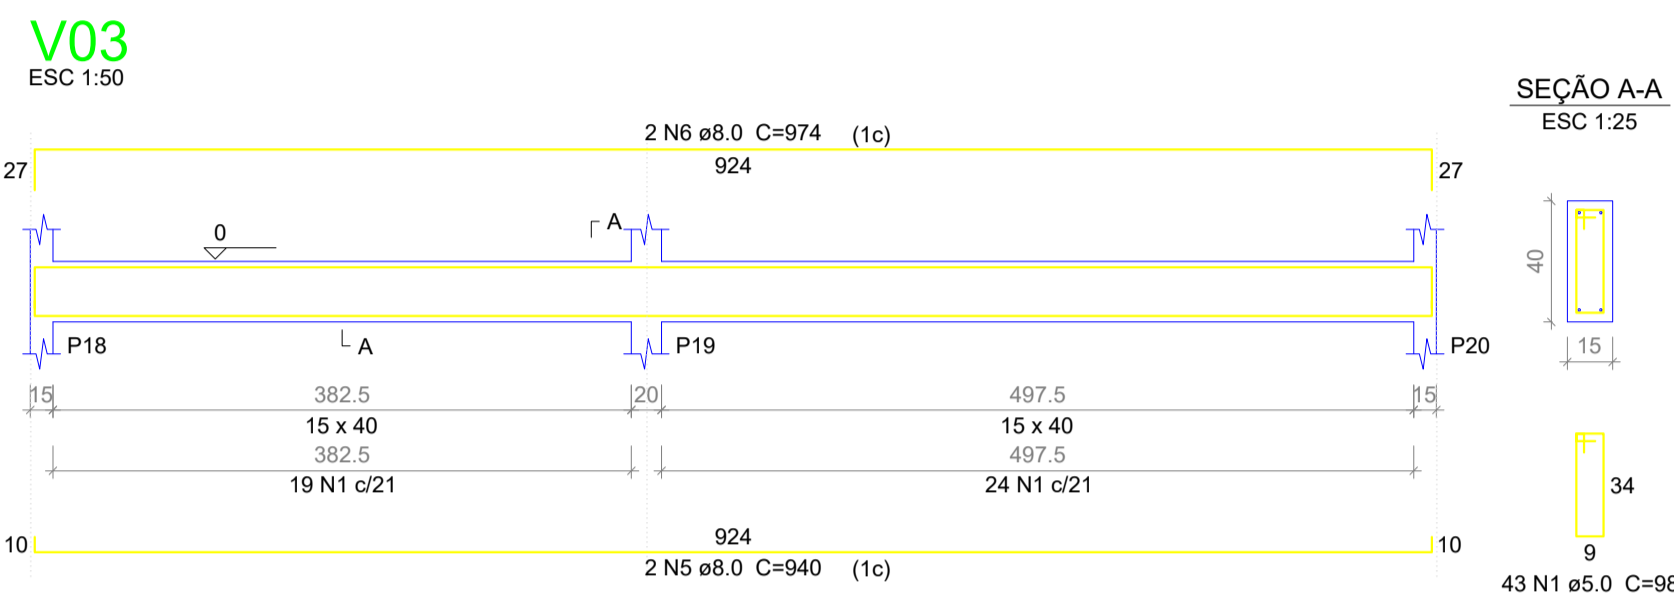 V03
ESC 1:50
SEÇÃO A-A
ESC 1:25
2 N6 ø8.0 C=974 (1c)
27 924 27
0
A
40
A
P18 P19 P20
15
15 382.5 20 497.5 15
15 x 40 15 x 40
382.5 497.5
19 N1 c/21 24 N1 c/21
34
10 924 10
2 N5 ø8.0 C=940 (1c)
9
43 N1 ø5.0 C=98